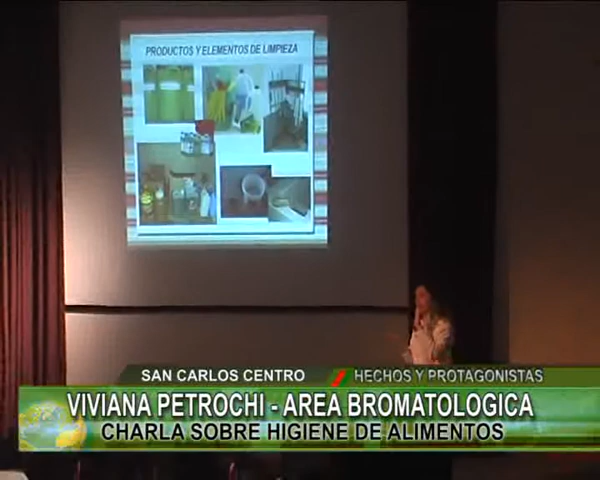 PRODUCTOS Y ELEMENTOS DE LIMPIEZA
SAN CARLOS CENTRO / HECHOS Y PROTAGONISTAS
VIVIANA PETROCHI - AREA BROMATOLOGICA
CHARLA SOBRE HIGIENE DE ALIMENTOS